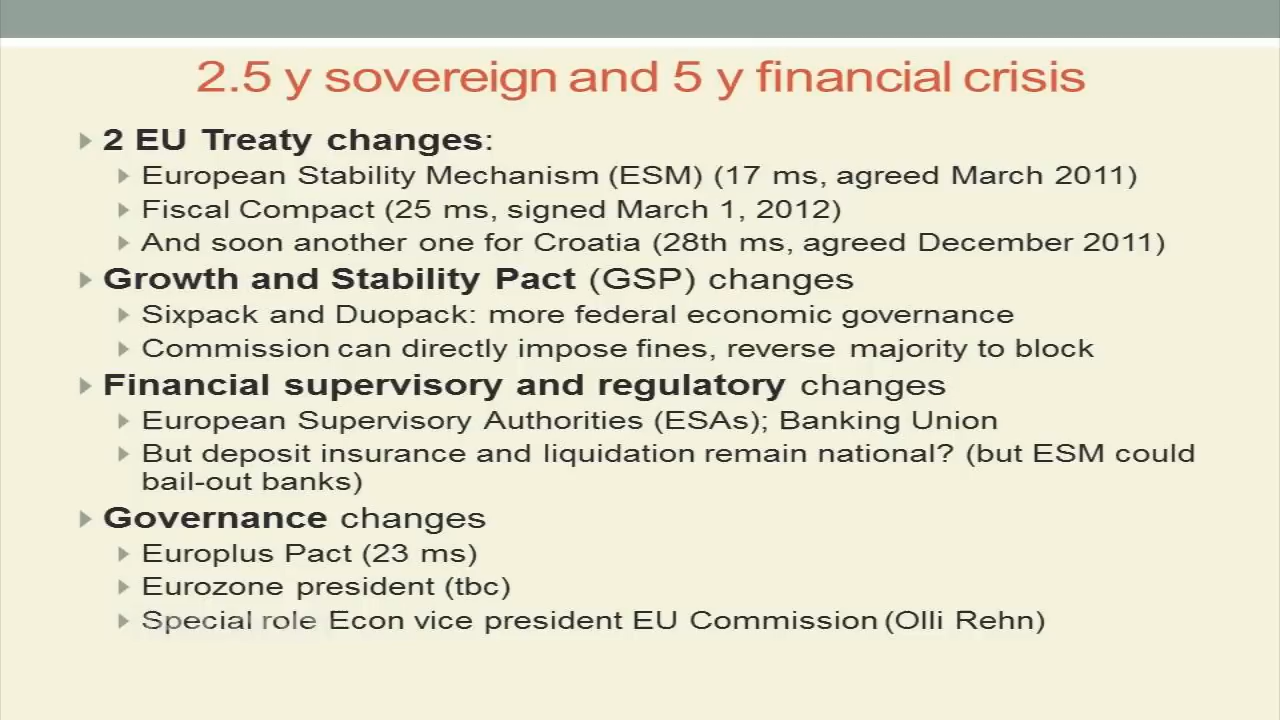 2.5 y sovereign and 5 y financial crisis
2 EU Treaty changes:
European Stability Mechanism (ESM) (17 ms, agreed March 2011)
Fiscal Compact (25 ms, signed March 1, 2012)
And soon another one for Croatia (28th ms, agreed December 2011)
Growth and Stability Pact (GSP) changes
Sixpack and Duopack: more federal economic governance
Commission can directly impose fines, reverse majority to block
Financial supervisory and regulatory changes
European Supervisory Authorities (ESAs); Banking Union
But deposit insurance and liquidation remain national? (but ESM could
bail-out banks)
Governance changes
Europlus Pact (23 ms)
Eurozone president (tbc)
Special role Econ vice president EU Commission (Olli Rehn)